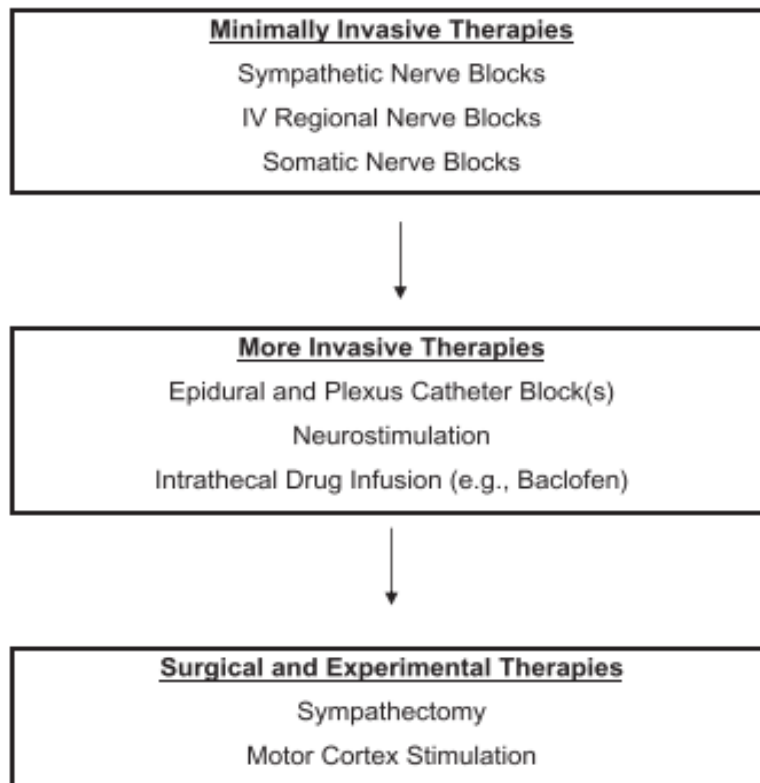 Minimally Invasive Therapies
Sympathetic Nerve Blocks
IV Regional Nerve Blocks
Somatic Nerve Blocks
More Invasive Therapies
Epidural and Plexus Catheter Block(s)
Neurostimulation
Intrathecal Drug Infusion (e.g., Baclofen)
Surgical and Experimental Therapies
Sympathectomy
Motor Cortex Stimulation